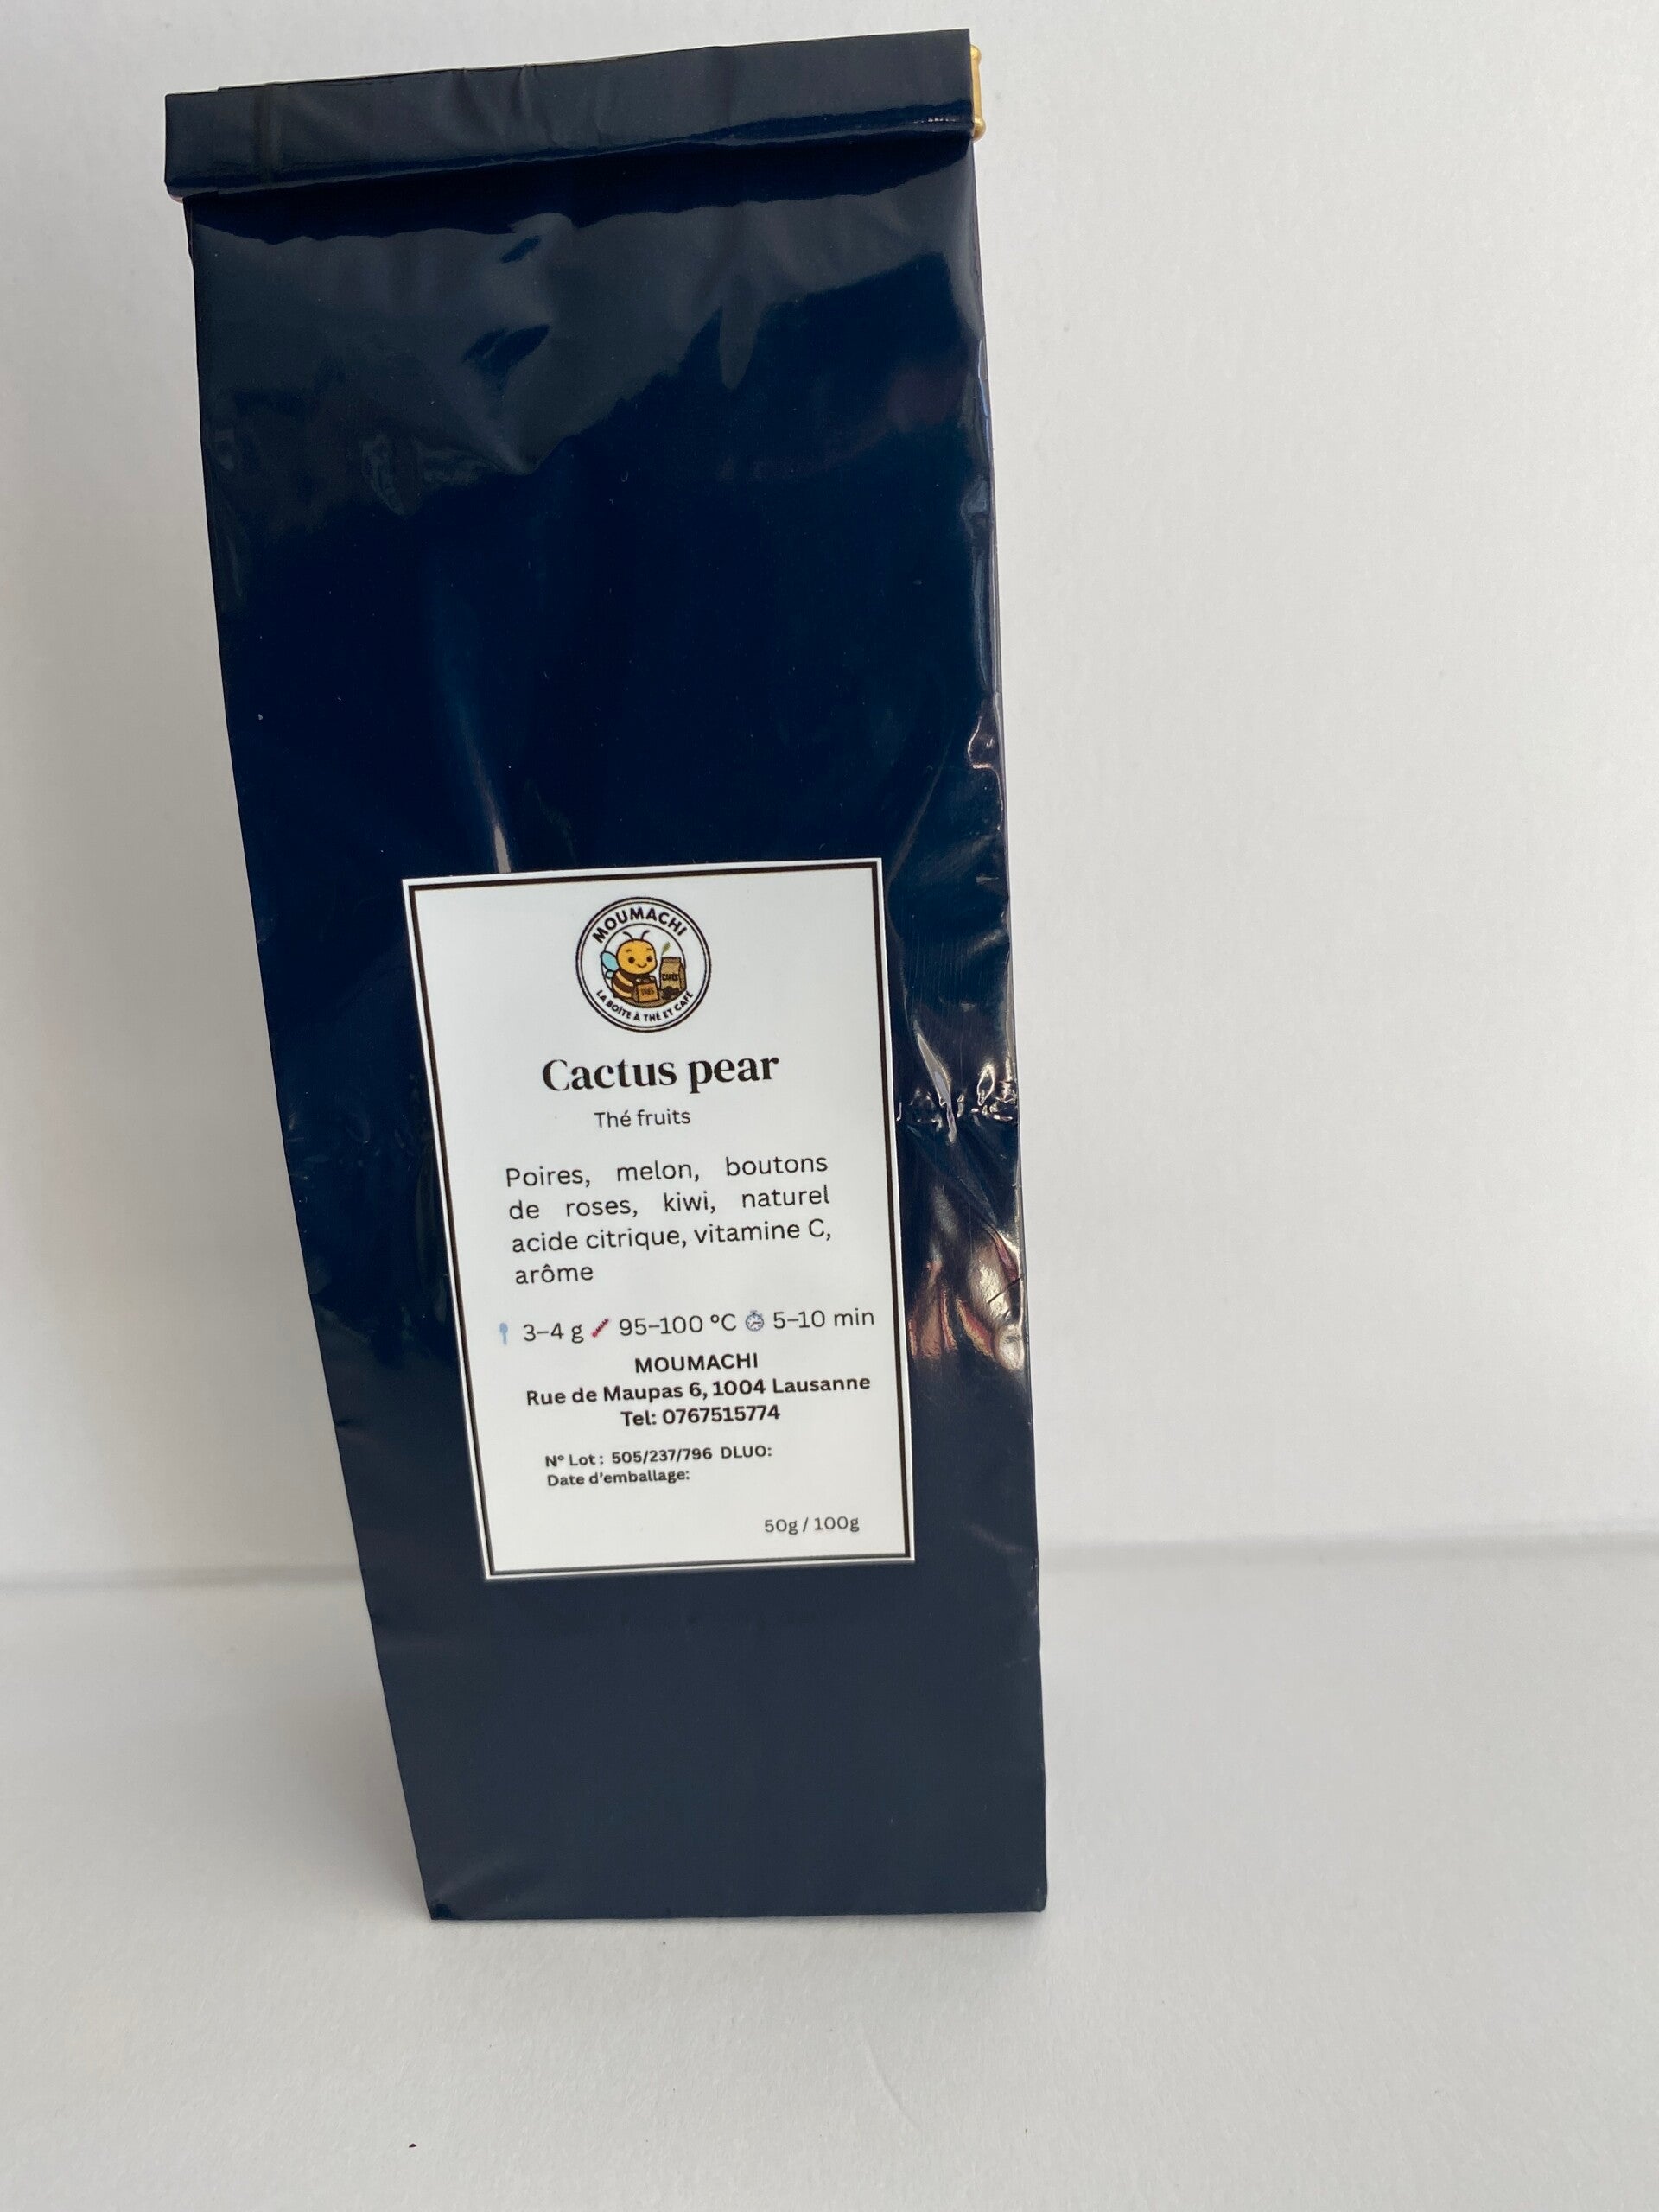 MOUMACHI
THÉS
CAFÉS
LA BOÎTE À THÉ ET CAFÉ
Cactus pear
Thé fruits
Poires, melon, boutons
de roses, kiwi, naturel
acide citrique, vitamine C,
arôme
3–4 g 95–100 °C 5–10 min
MOUMACHI
Rue de Maupas 6, 1004 Lausanne
Tel: 0767515774
N° Lot : 505/237/796 DLUO:
Date d'emballage:
50g / 100g